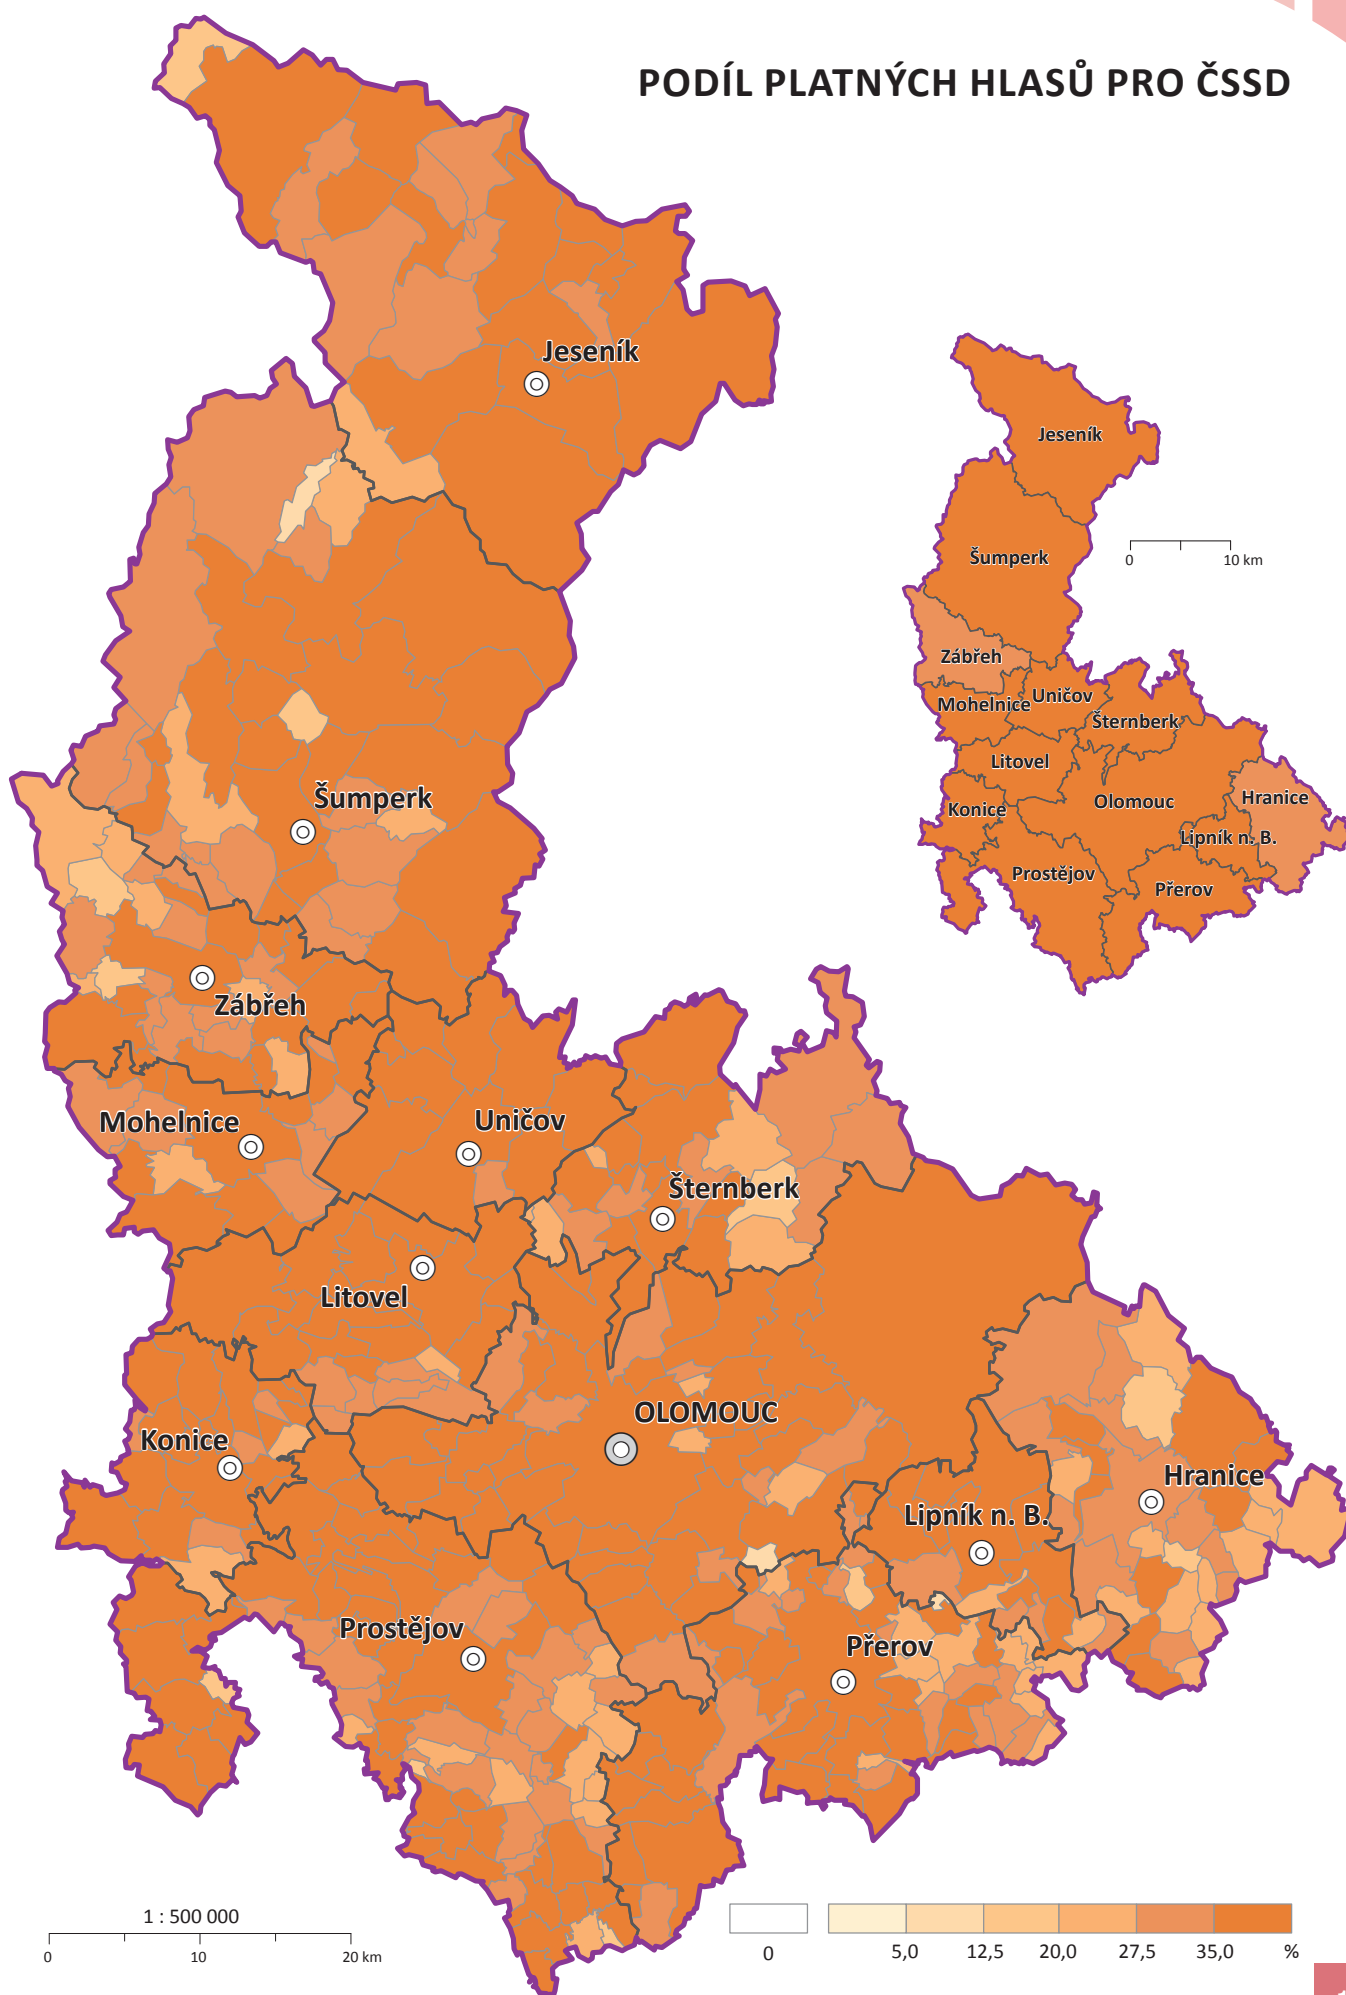 PODÍL PLATNÝCH HLASŮ PRO ČSSD
Jeseník
Šumperk
Zábřeh
Mohelnice
Uničov
Šternberk
Litovel
OLOMOUC
Konice
Hranice
Lipník n. B.
Prostějov
Přerov
Jeseník
Šumperk
0 10 km
Zábřeh
Mohelnice
Uničov
Šternberk
Litovel
Konice
Olomouc
Hranice
Lipník n. B.
Prostějov
Přerov
1 : 500 000
0 10 20 km
0 5,0 12,5 20,0 27,5 35,0 %